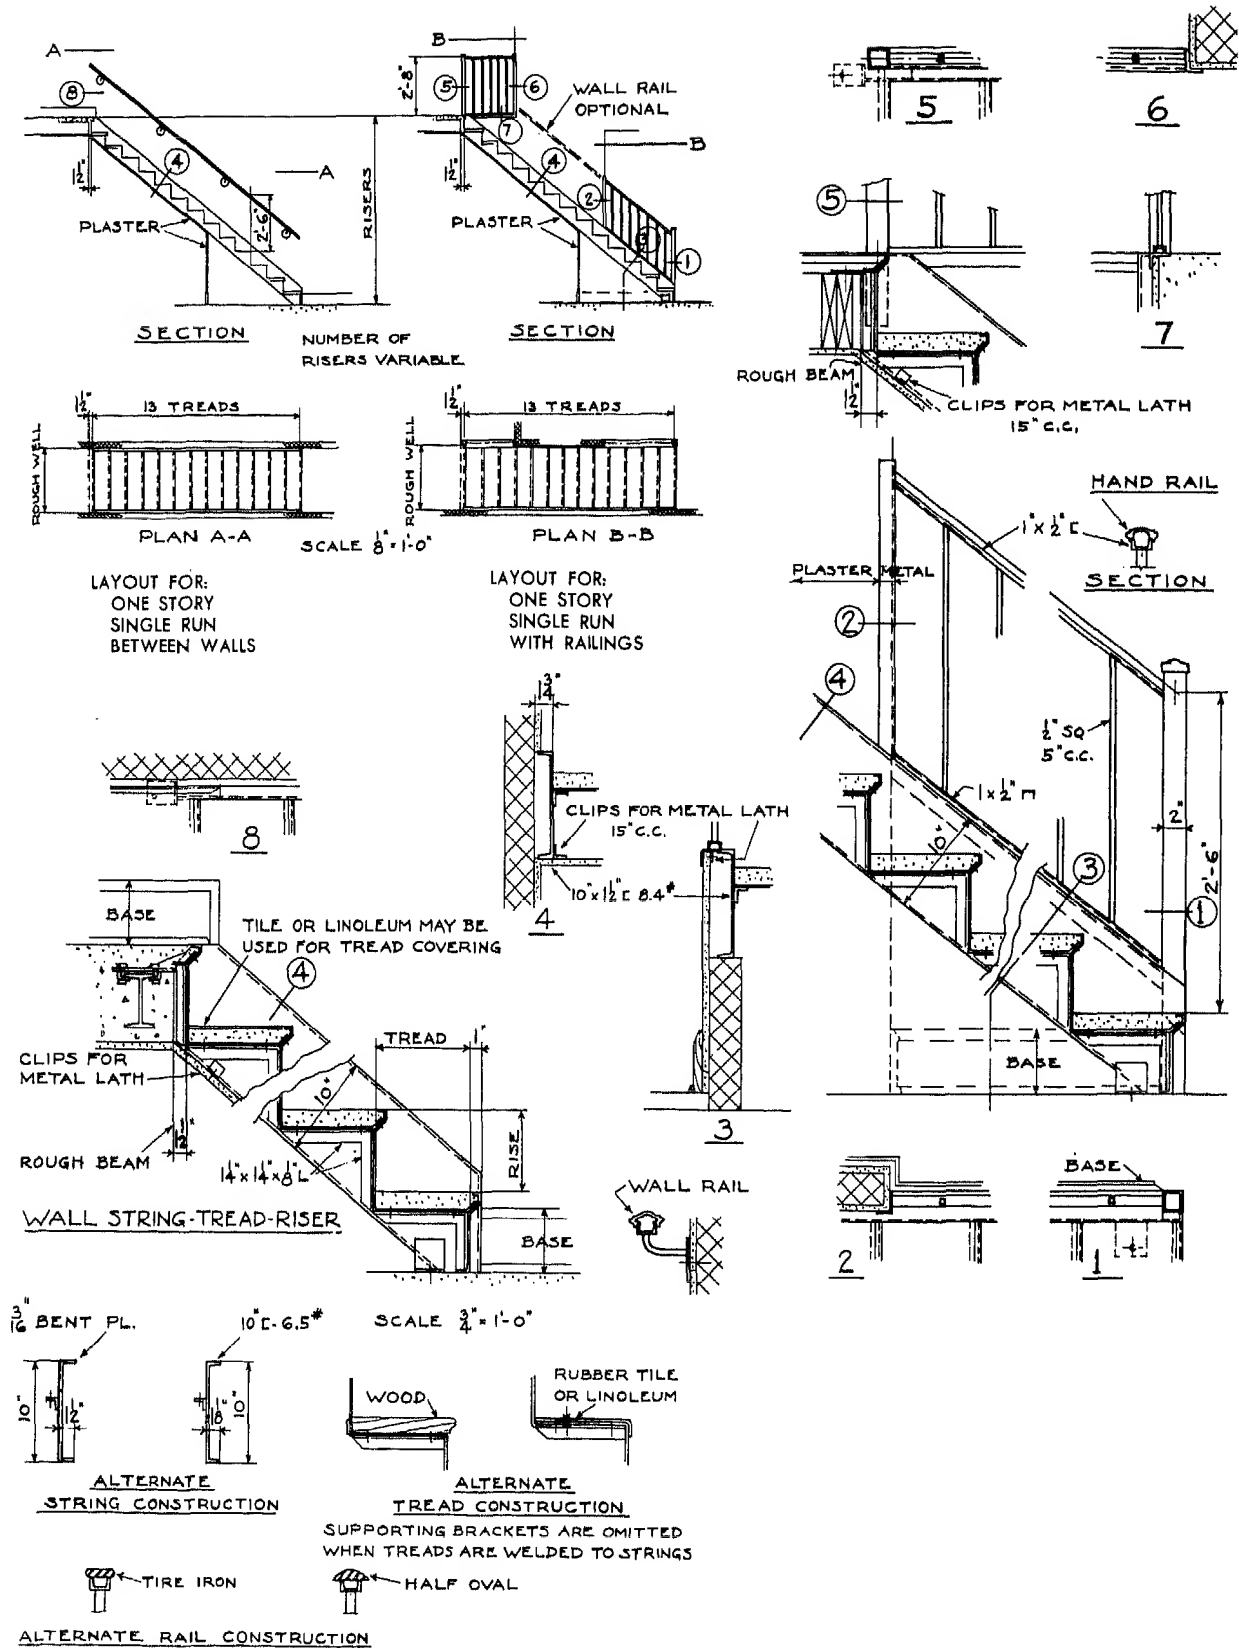 A
8
4
A
1½"
PLASTER
2'-6"
RISERS
SECTION
NUMBER OF
RISERS VARIABLE
B
2'-8"
5
6
7
WALL RAIL
OPTIONAL
B
4
2
3
1
1½"
PLASTER
SECTION
1½"
13 TREADS
ROUGH WELL
PLAN A-A
SCALE ⅛" = 1'-0"
1½"
13 TREADS
ROUGH WELL
PLAN B-B
LAYOUT FOR:
ONE STORY
SINGLE RUN
BETWEEN WALLS
LAYOUT FOR:
ONE STORY
SINGLE RUN
WITH RAILINGS
5
6
5
7
ROUGH BEAM
1½"
CLIPS FOR METAL LATH
15" C.C.
HAND RAIL
1" x ½" [
SECTION
PLASTER METAL
2
4
½" SQ
5" C.C.
1 x ½" [
10"
2"
3
2'-6"
1
BASE
8
1¾"
CLIPS FOR METAL LATH
15" C.C.
10" x 1½" [ 8.4#
4
3
BASE
TILE OR LINOLEUM MAY BE
USED FOR TREAD COVERING
4
CLIPS FOR
METAL LATH
TREAD
1"
10"
1½"
ROUGH BEAM
1¼" x 1¼" x ⅛" L
RISE
BASE
WALL STRING-TREAD-RISER
WALL RAIL
2
BASE
1
3/16" BENT PL.
10" [- 6.5#
SCALE ¾" = 1'-0"
10"
1½"
1⅛"
10"
WOOD
RUBBER TILE
OR LINOLEUM
ALTERNATE
STRING CONSTRUCTION
ALTERNATE
TREAD CONSTRUCTION
SUPPORTING BRACKETS ARE OMITTED
WHEN TREADS ARE WELDED TO STRINGS
TIRE IRON
HALF OVAL
ALTERNATE RAIL CONSTRUCTION